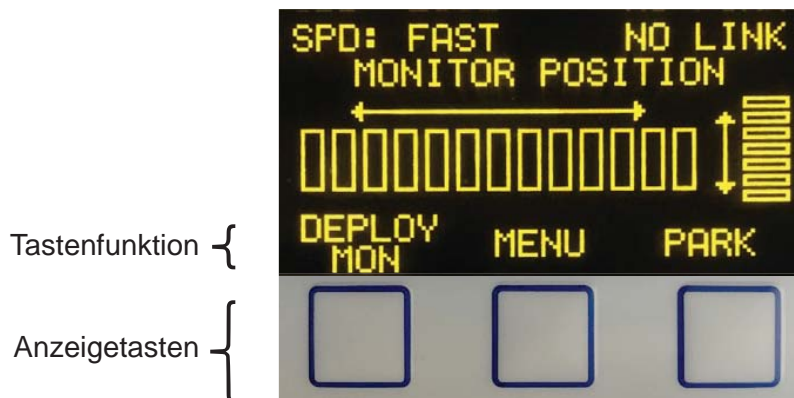 SPD: FAST NO LINK
MONITOR POSITION
DEPLOY MON MENU PARK
Tastenfunktion
Anzeigetasten